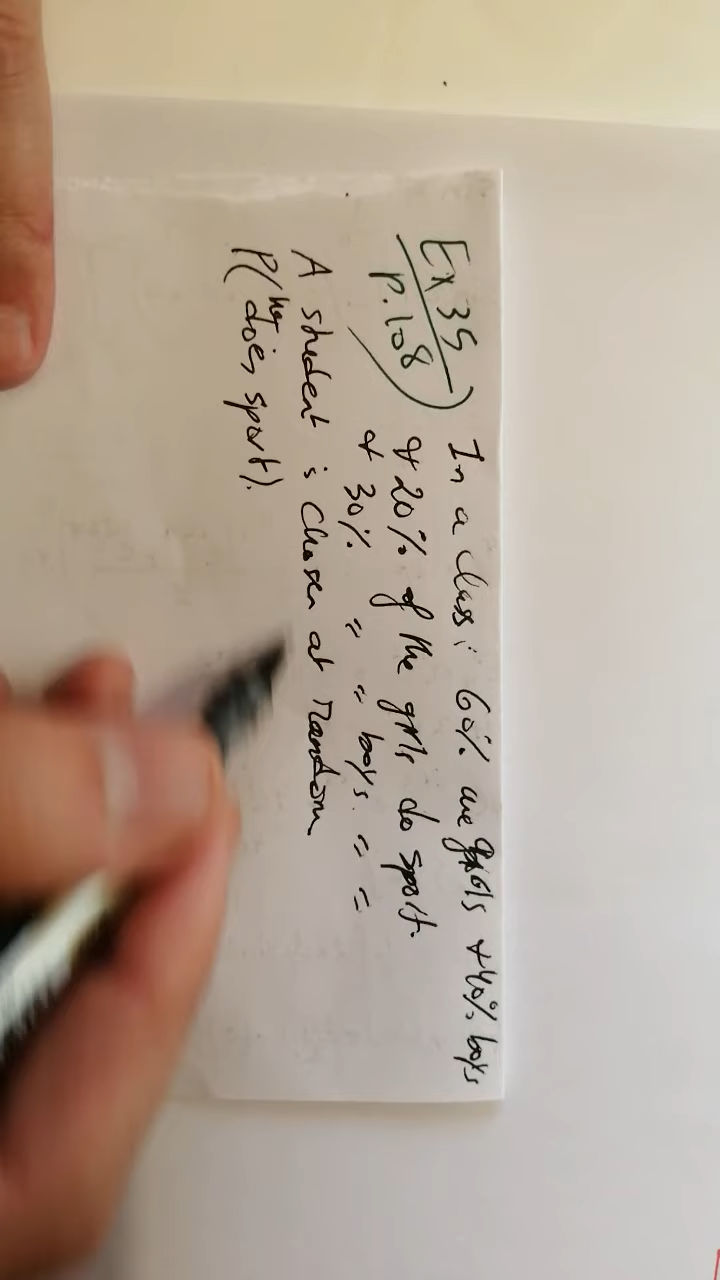 Ex 35
P.108
In a class: 60% are girls + 40% boys
+ 20% of the girls do sport.
+ 30% " " boys " "
A student is chosen at random
P(he does sport).